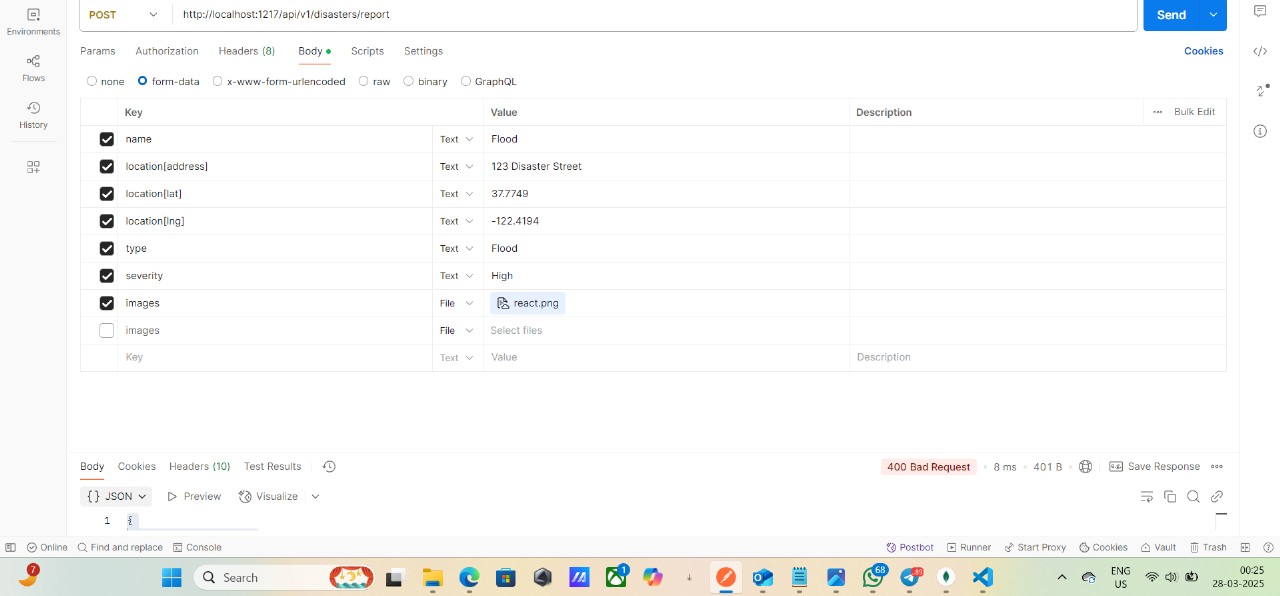 POST http://localhost:1217/api/v1/disasters/report Send
Environments
Params Authorization Headers (8) Body Scripts Settings Cookies
Flows
none form-data x-www-form-urlencoded raw binary GraphQL
History
Key Value Description ••• Bulk Edit
name Text Flood
location[address] Text 123 Disaster Street
location[lat] Text 37.7749
location[lng] Text -122.4194
type Text Flood
severity Text High
images File react.png
images File Select files
Key Text Value Description
Body Cookies Headers (10) Test Results 400 Bad Request • 8 ms • 401 B Save Response •••
{} JSON Preview Visualize
1 {
Online Find and replace Console Postbot Runner Start Proxy Cookies Vault Trash
7 Search 1 68 89 ENG 00:25
US 28-03-2025